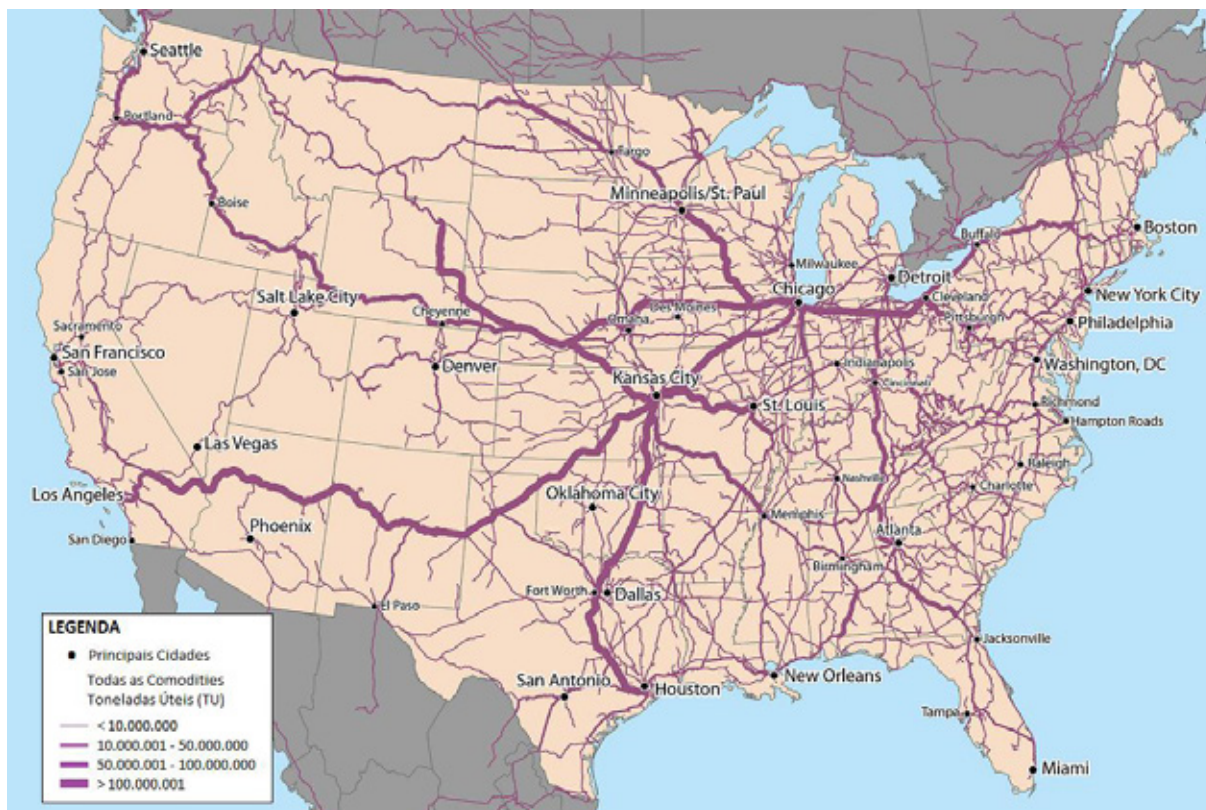 Seattle
Portland
Fargo
Minneapolis/St. Paul
Boise
Boston
Buffalo
Milwaukee
Detroit
Chicago
Cleveland
New York City
Salt Lake City
Cheyenne
Omaha
Des Moines
Pittsburgh
Philadelphia
Sacramento
San Francisco
San Jose
Denver
Indianapolis
Washington, DC
Kansas City
Cincinnati
St. Louis
Richmond
Hampton Roads
Las Vegas
Raleigh
Nashville
Charlotte
Los Angeles
Oklahoma City
Memphis
Phoenix
San Diego
Atlanta
Birmingham
Fort Worth
Dallas
El Paso
Jacksonville
San Antonio
Houston
New Orleans
Tampa
Miami
LEGENDA
Principais Cidades
Todas as Comodities
Toneladas Úteis (TU)
< 10.000.000
10.000.001 - 50.000.000
50.000.001 - 100.000.000
> 100.000.001